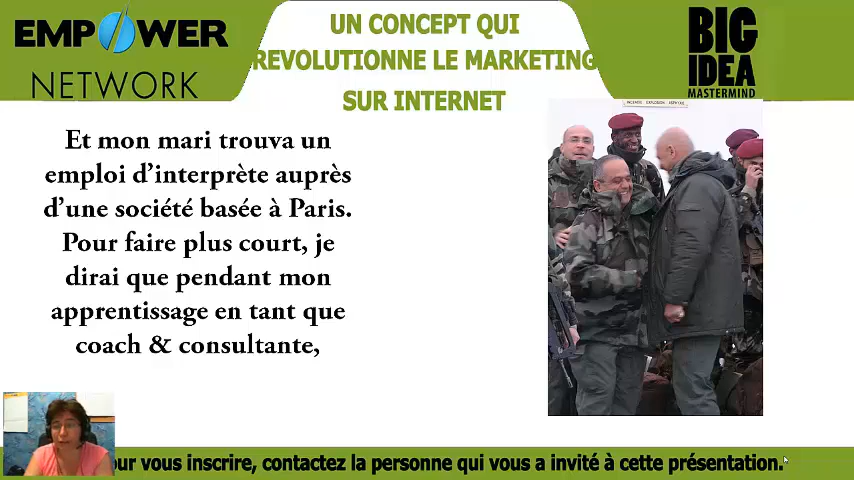 EMPOWER
NETWORK
UN CONCEPT QUI
REVOLUTIONNE LE MARKETING
SUR INTERNET
BIG
IDEA
MASTERMIND
Et mon mari trouva un
emploi d’interprète auprès
d’une société basée à Paris.
Pour faire plus court, je
dirai que pendant mon
apprentissage en tant que
coach & consultante,
our vous inscrire, contactez la personne qui vous a invité à cette présentation.